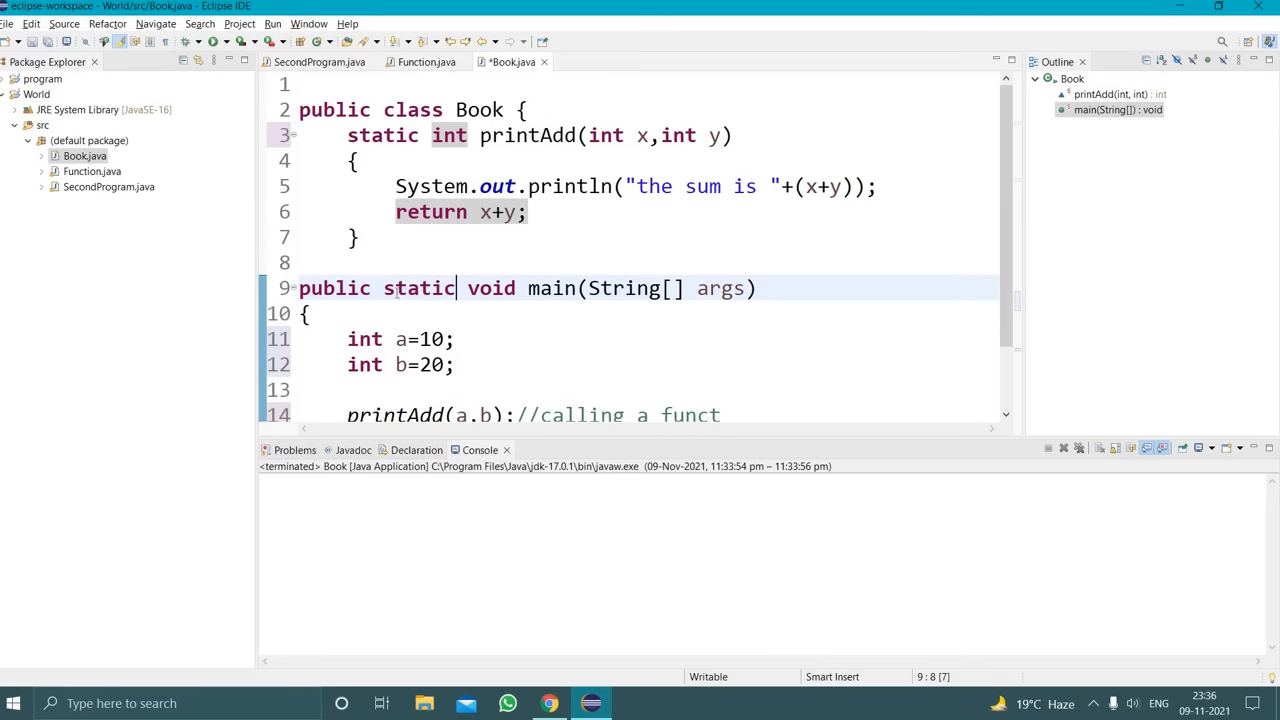 eclipse-workspace - World/src/Book.java - Eclipse IDE
File Edit Source Refactor Navigate Search Project Run Window Help
Package Explorer
program
World
JRE System Library [JavaSE-16]
src
(default package)
Book.java
Function.java
SecondProgram.java
SecondProgram.java Function.java *Book.java
1
2 public class Book {
3 static int printAdd(int x,int y)
4 {
5 System.out.println("the sum is "+(x+y));
6 return x+y;
7 }
8
9 public static void main(String[] args)
10 {
11 int a=10;
12 int b=20;
13
14 printAdd(a,b);//calling a funct
Outline
Book
printAdd(int, int) : int
main(String[]) : void
Problems Javadoc Declaration Console
<terminated> Book [Java Application] C:\Program Files\Java\jdk-17.0.1\bin\javaw.exe (09-Nov-2021, 11:33:54 pm – 11:33:56 pm)
Writable Smart Insert 9 : 8 [7]
Type here to search
19°C Haze
ENG
23:36
09-11-2021